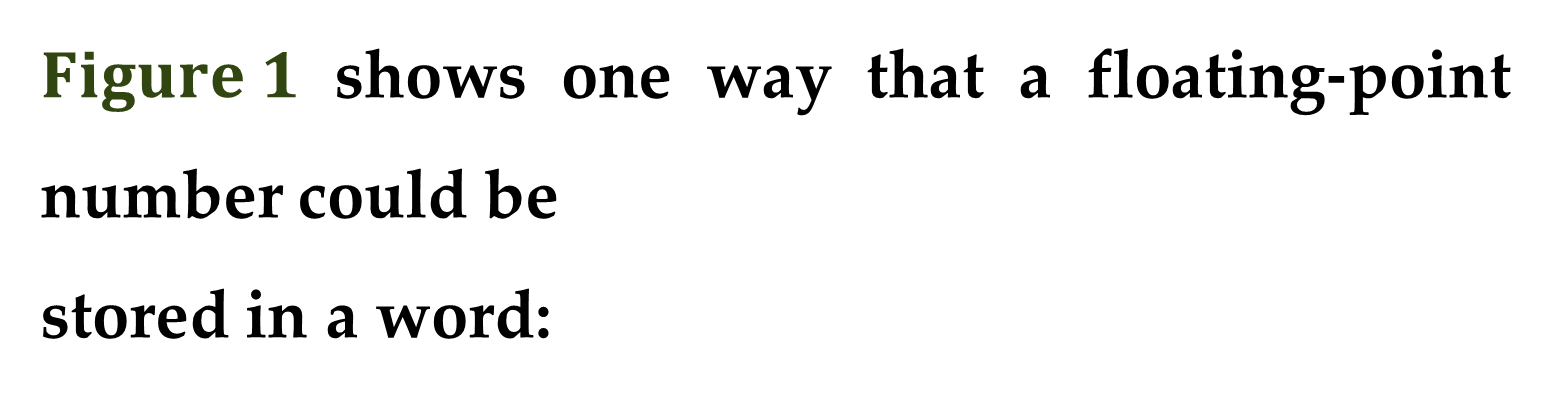 Figure 1 shows one way that a floating-point
number could be
stored in a word: